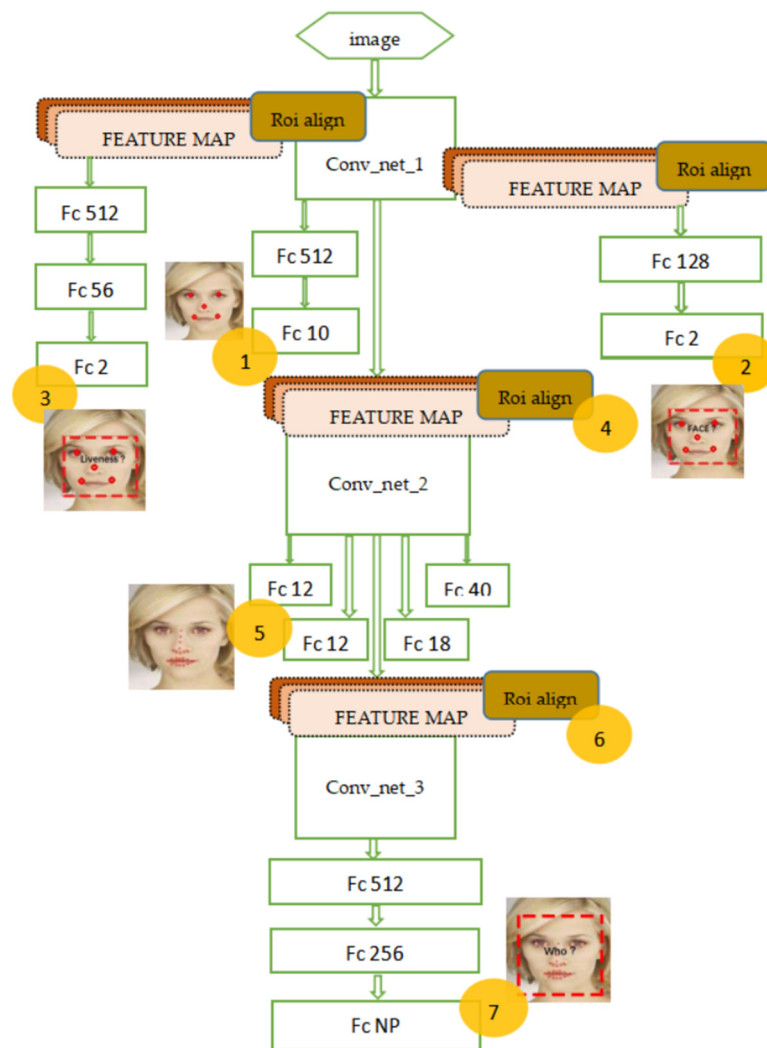 image
Roi align
FEATURE MAP
Conv_net_1
Roi align
FEATURE MAP
Fc 512
Fc 56
Fc 2
3
Liveness ?
Fc 512
Fc 10
1
Fc 128
Fc 2
2
FACE ?
Roi align
FEATURE MAP
4
Conv_net_2
Fc 12
Fc 40
5
Fc 12
Fc 18
Roi align
FEATURE MAP
6
Conv_net_3
Fc 512
Fc 256
Who ?
7
Fc NP